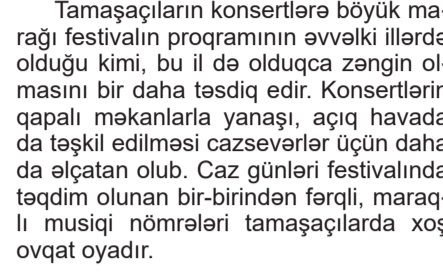 Tamaşaçıların konsertlərə böyük ma-
rağı festivalın proqramının əvvəlki illərdə
olduğu kimi, bu il də olduqca zəngin ol-
masını bir daha təsdiq edir. Konsertlərin
qapalı məkanlarla yanaşı, açıq havada
da təşkil edilməsi cazsevərlər üçün daha
da əlçatan olub. Caz günləri festivalında
təqdim olunan bir-birindən fərqli, maraq-
lı musiqi nömrələri tamaşaçılarda xoş
ovqat oyadır.